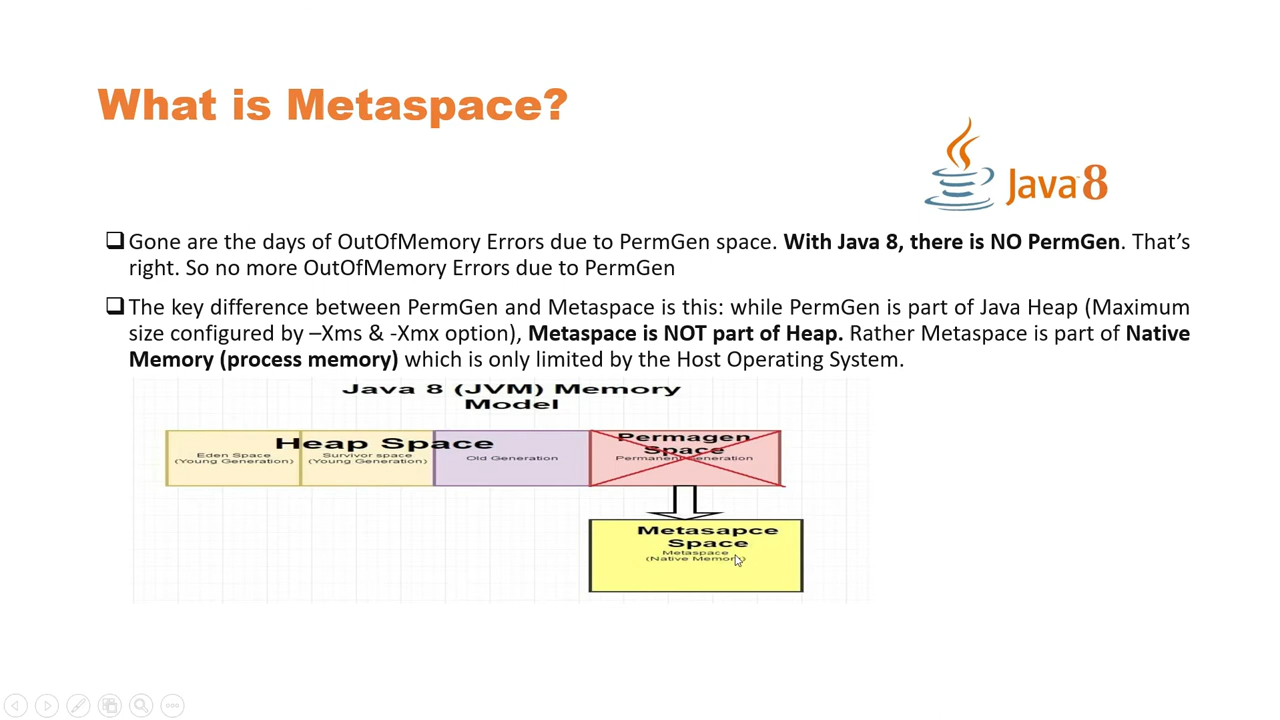 What is Metaspace?
Java 8
Gone are the days of OutOfMemory Errors due to PermGen space. With Java 8, there is NO PermGen. That’s
right. So no more OutOfMemory Errors due to PermGen
The key difference between PermGen and Metaspace is this: while PermGen is part of Java Heap (Maximum
size configured by –Xms & -Xmx option), Metaspace is NOT part of Heap. Rather Metaspace is part of Native
Memory (process memory) which is only limited by the Host Operating System.
Java 8 (JVM) Memory
Model
Heap Space
Eden Space
(Young Generation)
Survivor space
(Young Generation)
Old Generation
Permagen
Space
Permanent Generation
Metasapce
Space
Metaspace
(Native Memory)